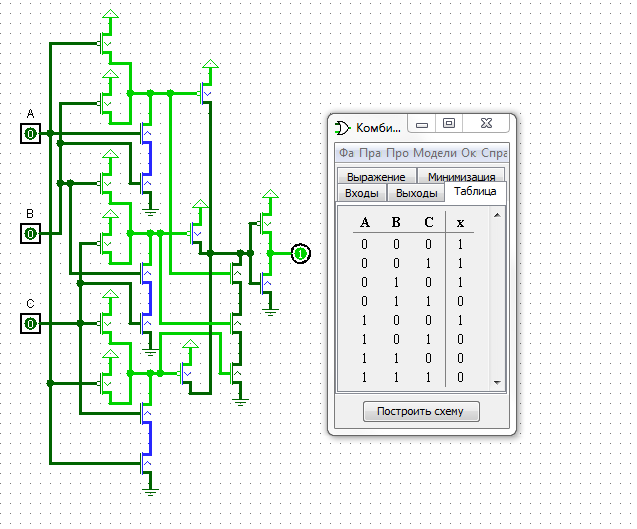 A
0
B
0
C
0
1
Комби...
Фа Пра Про Модели Ок Спра
Выражение Минимизация
Входы Выходы Таблица
A B C x
0 0 0 1
0 0 1 1
0 1 0 1
0 1 1 0
1 0 0 1
1 0 1 0
1 1 0 0
1 1 1 0
Построить схему